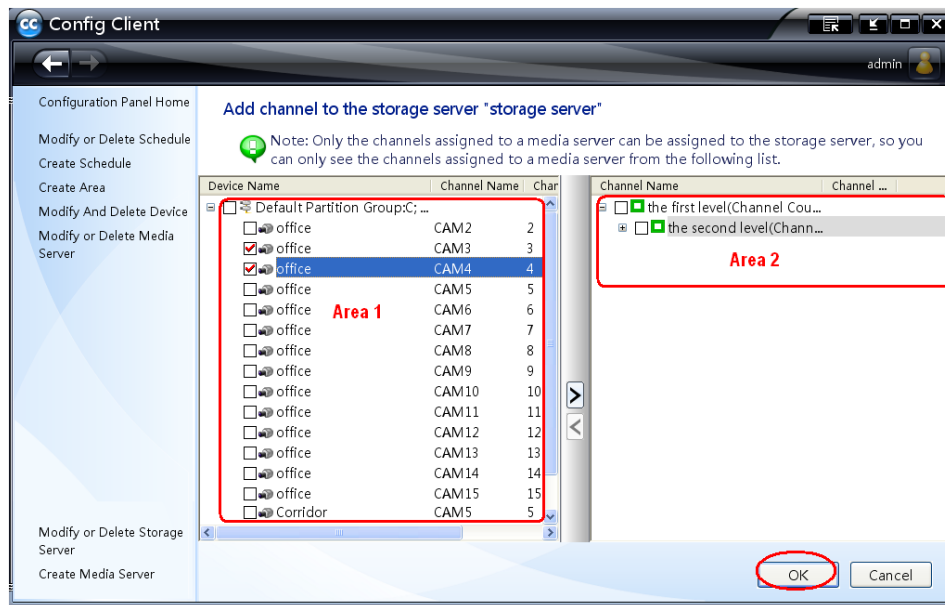 CC Config Client
admin
Configuration Panel Home
Modify or Delete Schedule
Create Schedule
Create Area
Modify And Delete Device
Modify or Delete Media
Server
Modify or Delete Storage
Server
Create Media Server
Add channel to the storage server "storage server"
Note: Only the channels assigned to a media server can be assigned to the storage server, so you
can only see the channels assigned to a media server from the following list.
Device Name Channel Name Char
Default Partition Group:C; ...
office CAM2 2
office CAM3 3
office CAM4 4
office CAM5 5
office CAM6 6
office CAM7 7
office CAM8 8
office CAM9 9
office CAM10 10
office CAM11 11
office CAM12 12
office CAM13 13
office CAM14 14
office CAM15 15
Corridor CAM5 5
Area 1
> 
<
Channel Name Channel ...
the first level(Channel Cou...
the second level(Chann...
Area 2
OK Cancel